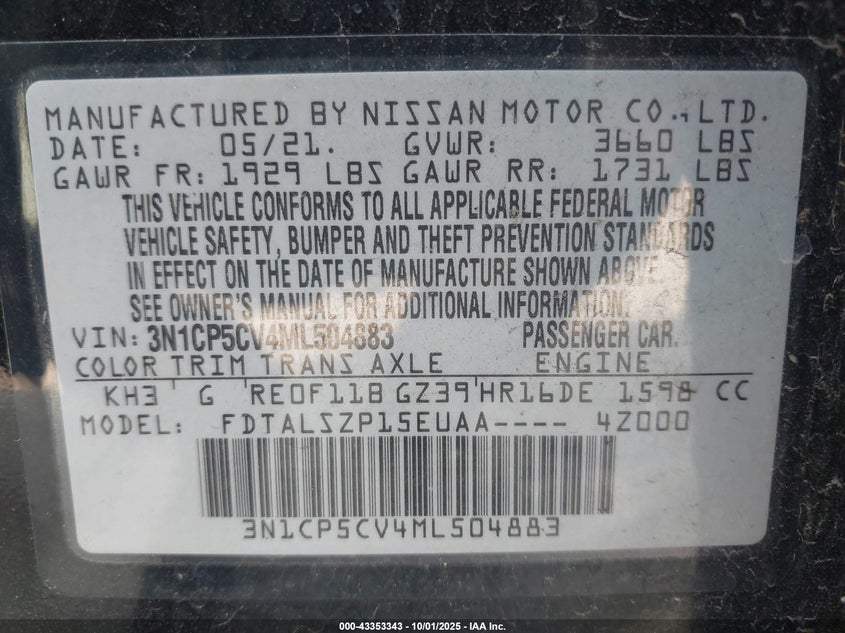 MANUFACTURED BY NISSAN MOTOR CO.,LTD.
DATE: 05/21. GVWR: 3660 LBS
GAWR FR: 1929 LBS GAWR RR: 1731 LBS
THIS VEHICLE CONFORMS TO ALL APPLICABLE FEDERAL MOTOR
VEHICLE SAFETY, BUMPER AND THEFT PREVENTION STANDARDS
IN EFFECT ON THE DATE OF MANUFACTURE SHOWN ABOVE.
SEE OWNER'S MANUAL FOR ADDITIONAL INFORMATION.
VIN: 3N1CP5CV4ML504883 PASSENGER CAR.
COLOR TRIM TRANS AXLE ENGINE
KH3 G RE0F11B GZ39 HR16DE 1598 CC
MODEL: FDTALSZP15EUAA---- 4Z000
3N1CP5CV4ML504883
000-43353343 - 10/01/2025 - IAA Inc.